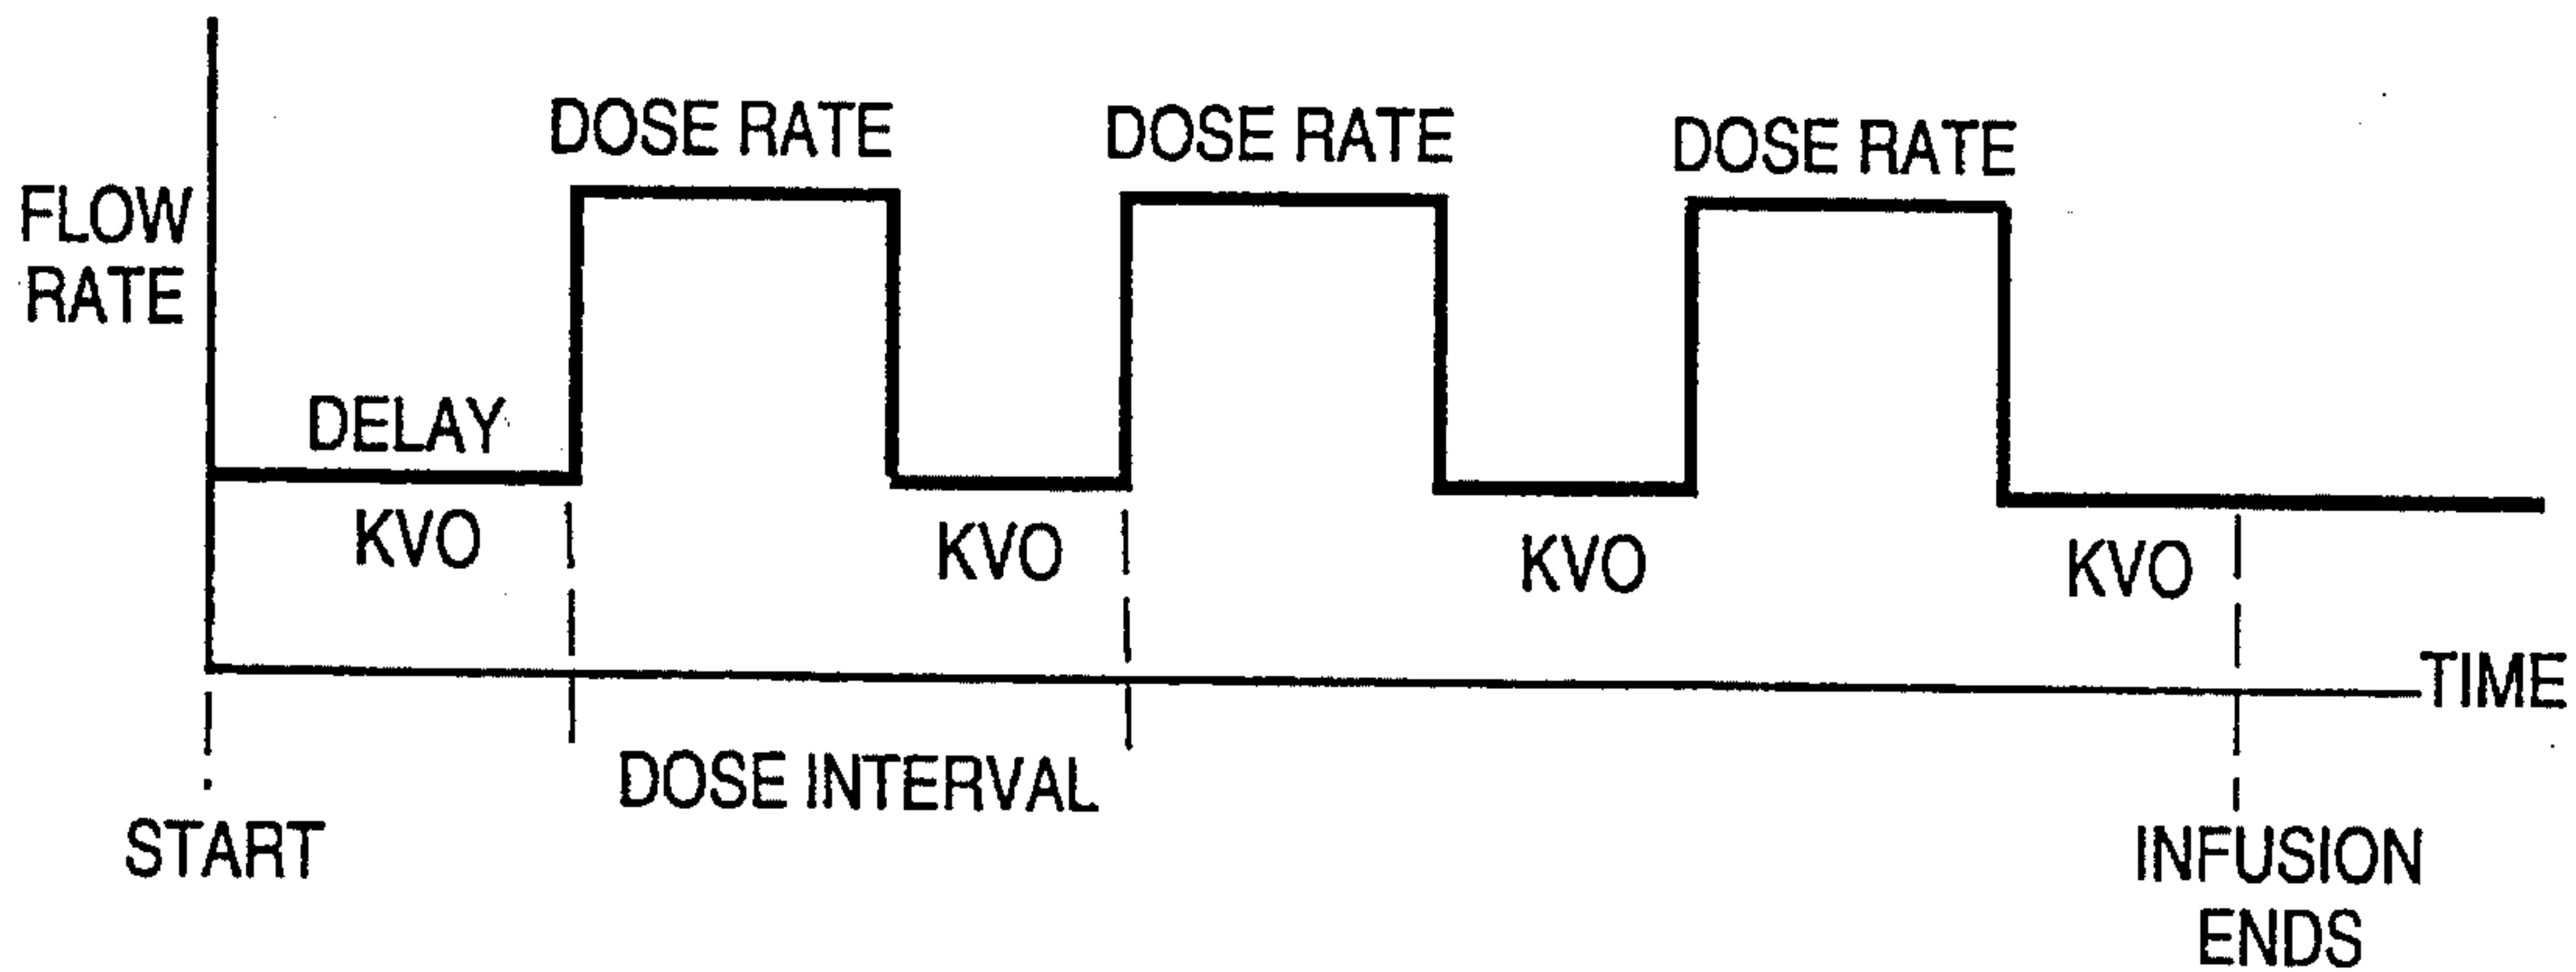 DOSE RATE
DOSE RATE
DOSE RATE
FLOW
RATE
DELAY
KVO
KVO
KVO
KVO
TIME
DOSE INTERVAL
START
INFUSION
ENDS